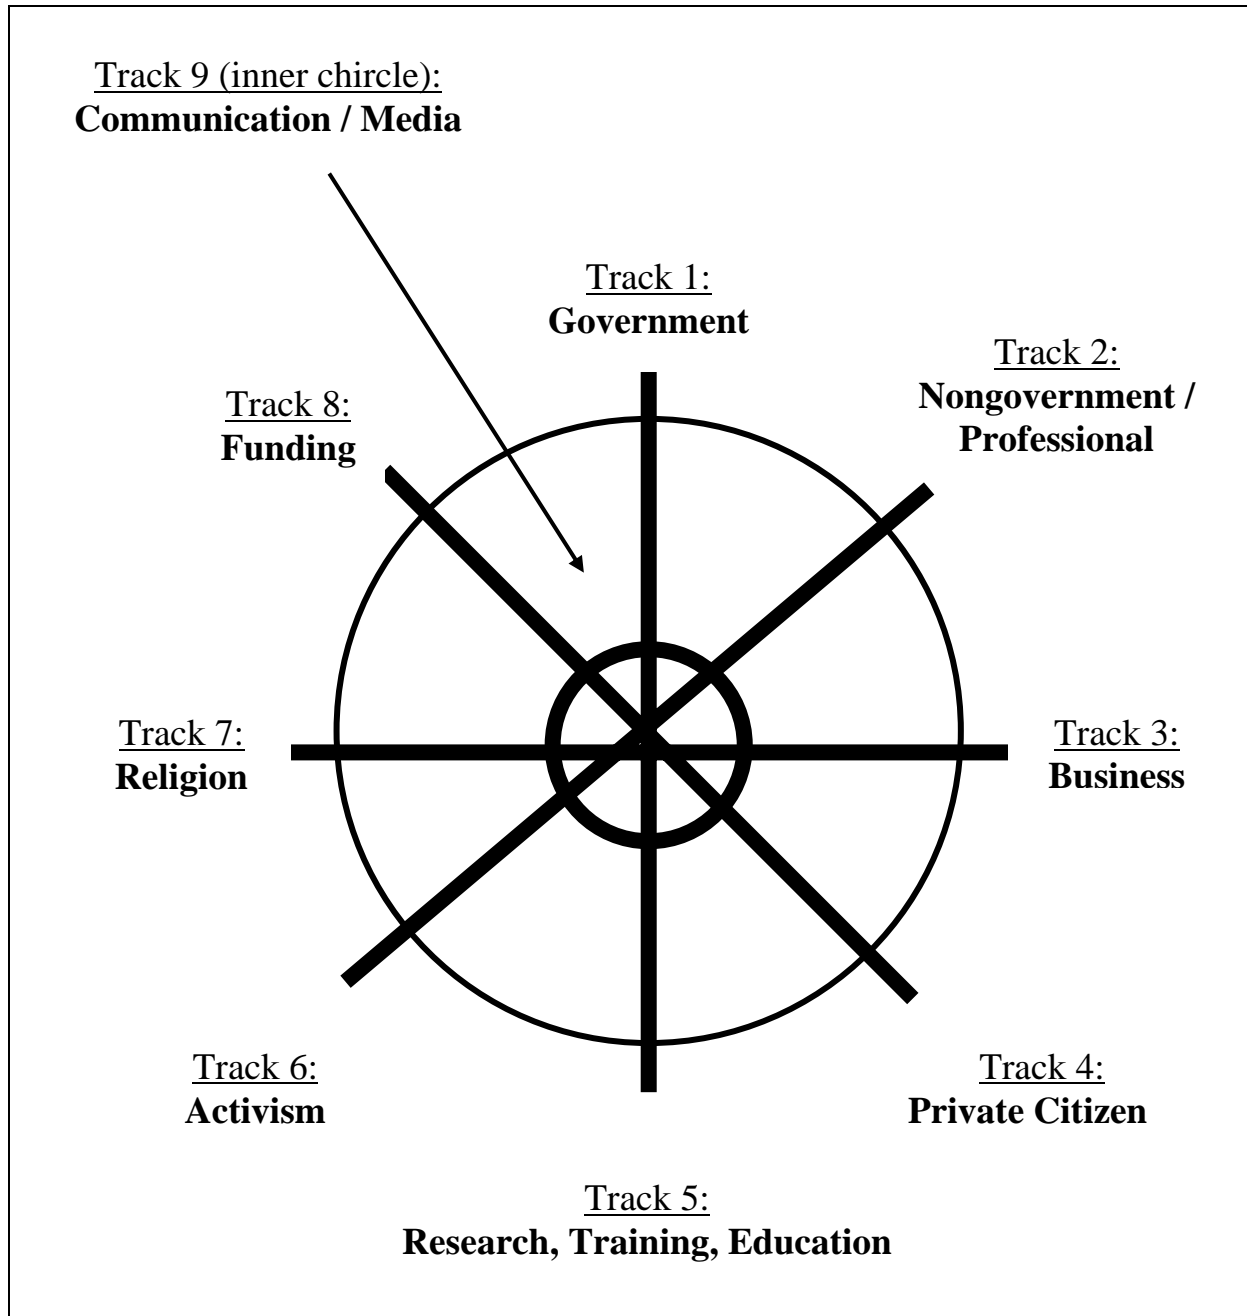 Track 9 (inner chircle):
Communication / Media
Track 1:
Government
Track 2:
Nongovernment /
Professional
Track 8:
Funding
Track 7:
Religion
Track 3:
Business
Track 6:
Activism
Track 4:
Private Citizen
Track 5:
Research, Training, Education